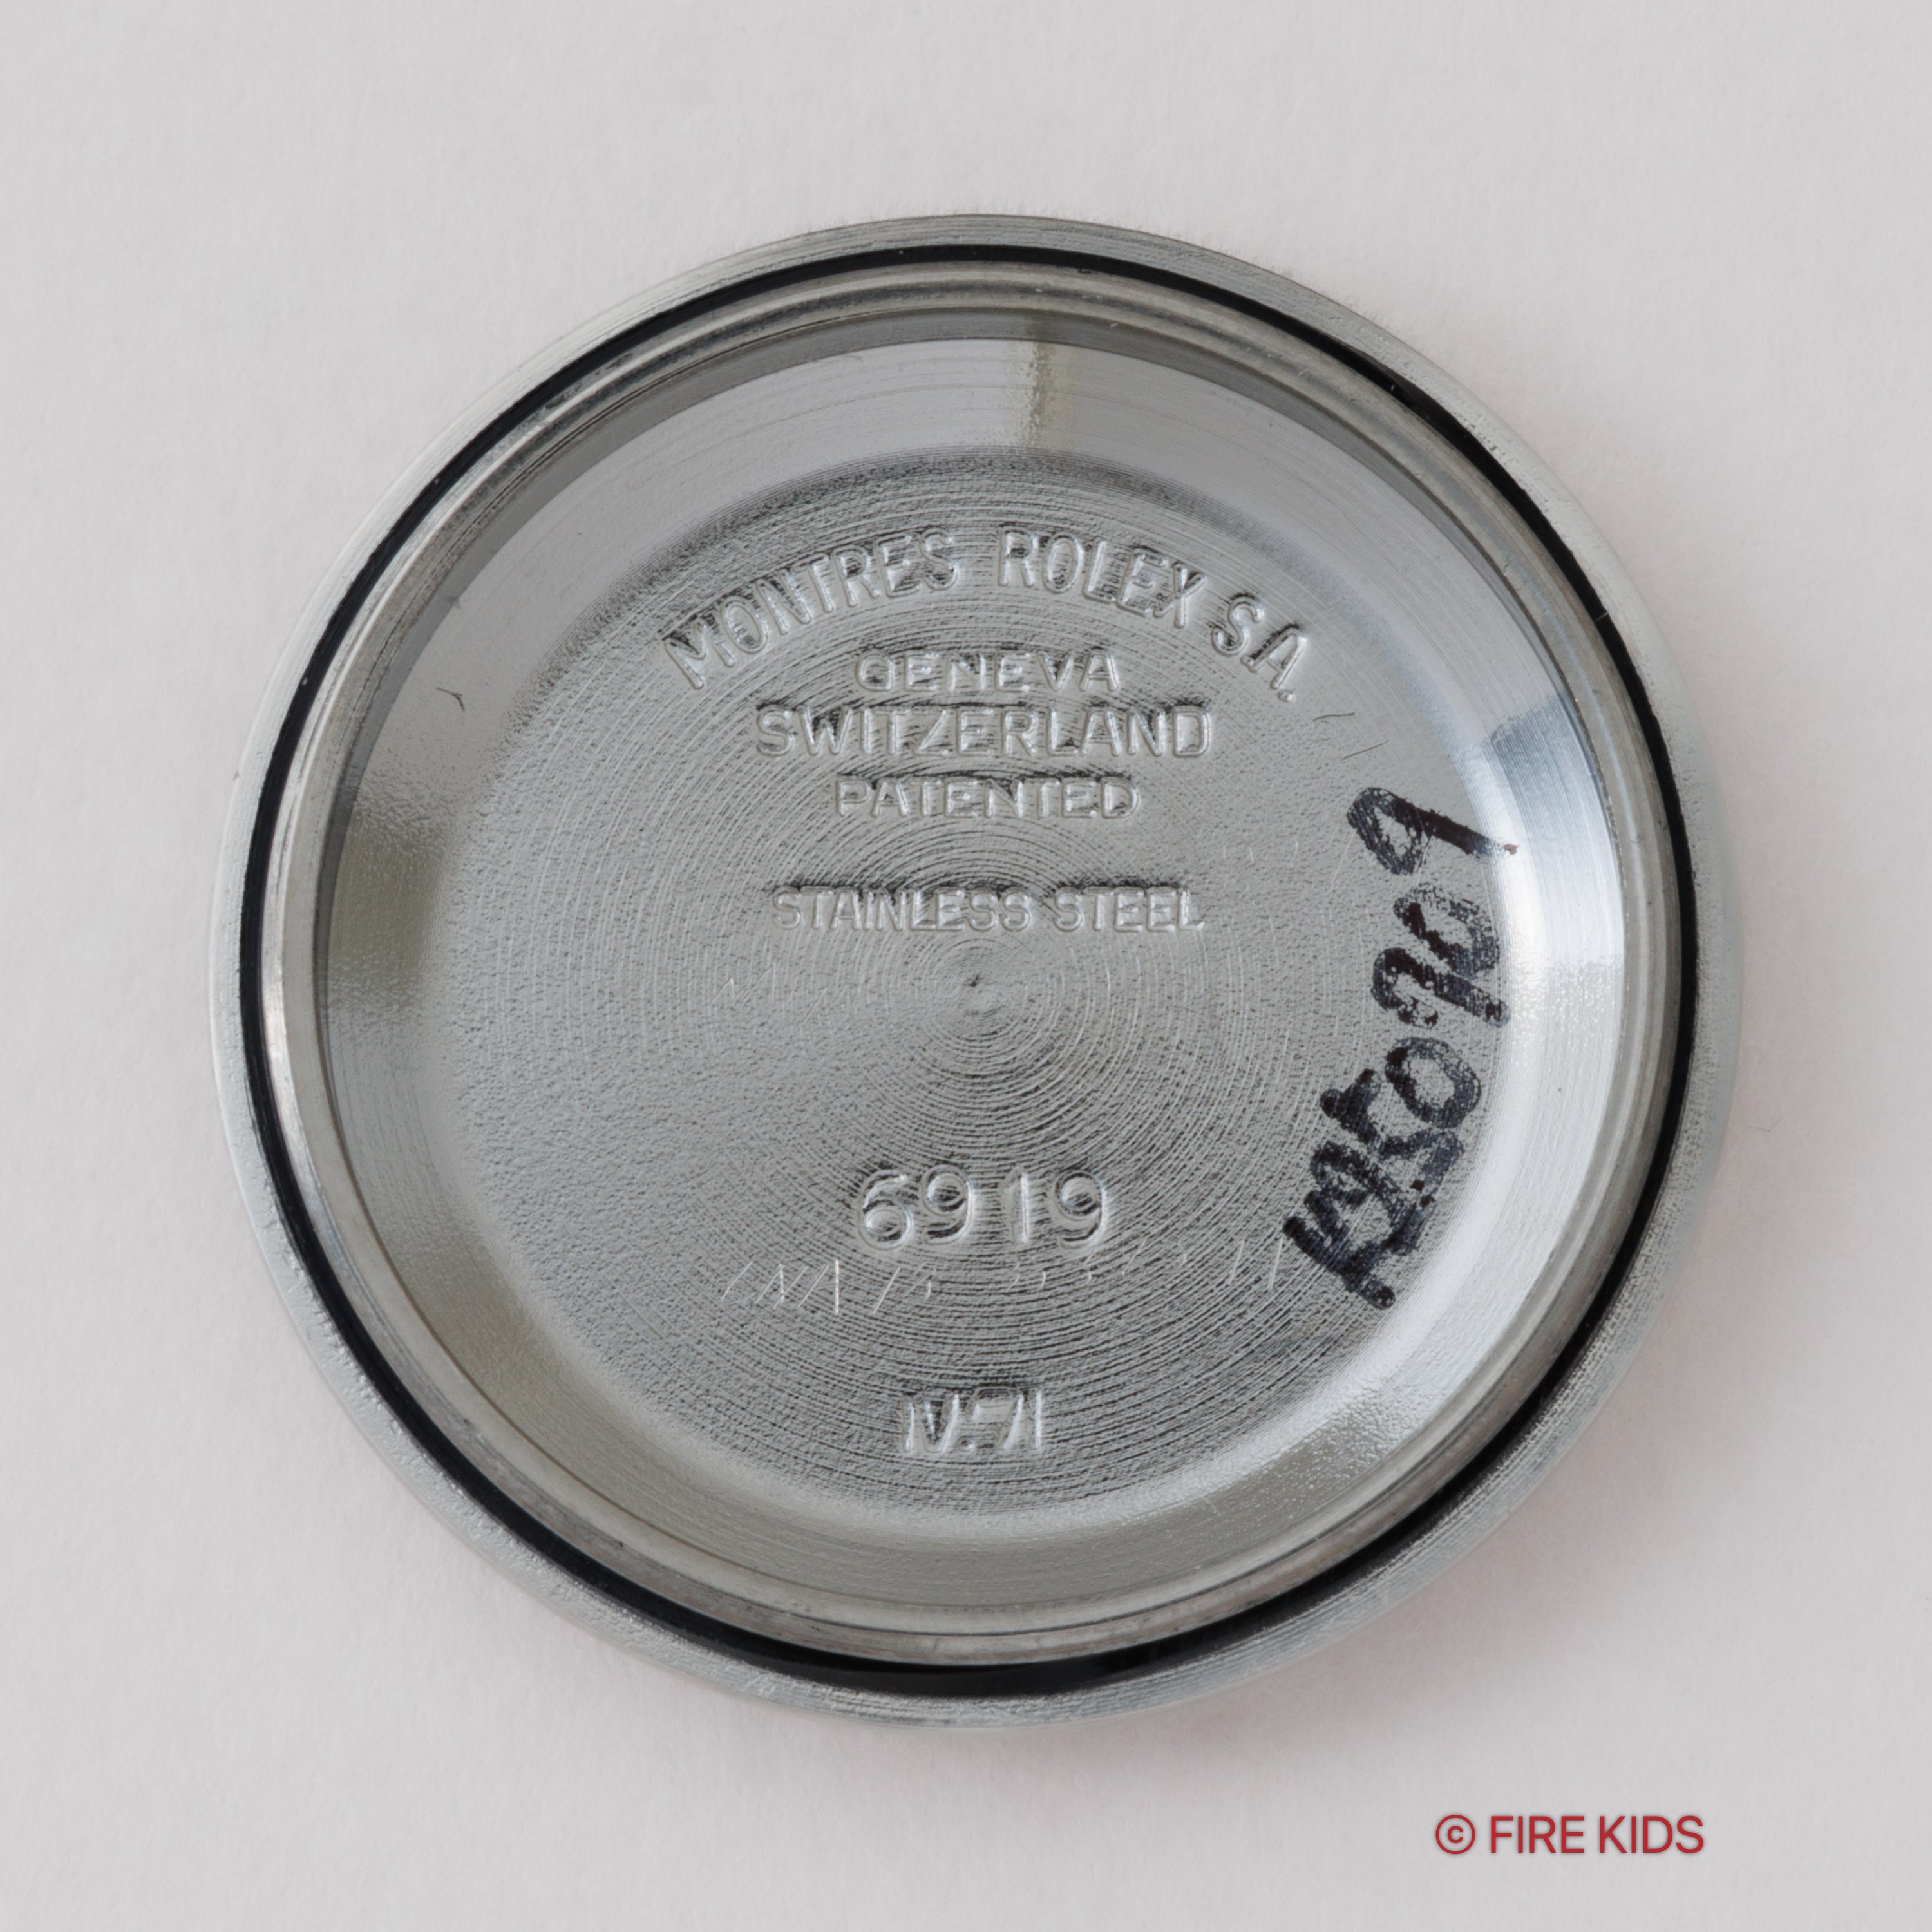 MONTRES ROLEX S.A.
GENEVA
SWITZERLAND
PATENTED
STAINLESS STEEL
6919
IV.71
© FIRE KIDS